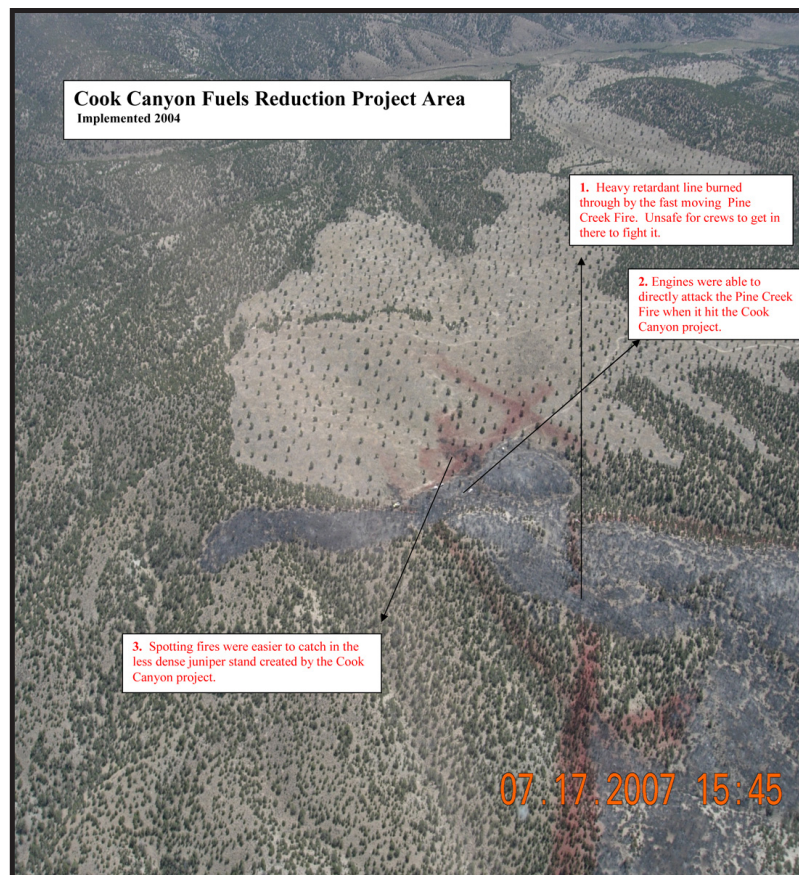 Cook Canyon Fuels Reduction Project Area
Implemented 2004
1. Heavy retardant line burned
through by the fast moving Pine
Creek Fire. Unsafe for crews to get in
there to fight it.
2. Engines were able to
directly attack the Pine Creek
Fire when it hit the Cook
Canyon project.
3. Spotting fires were easier to catch in the
less dense juniper stand created by the Cook
Canyon project.
07.17.2007 15:45